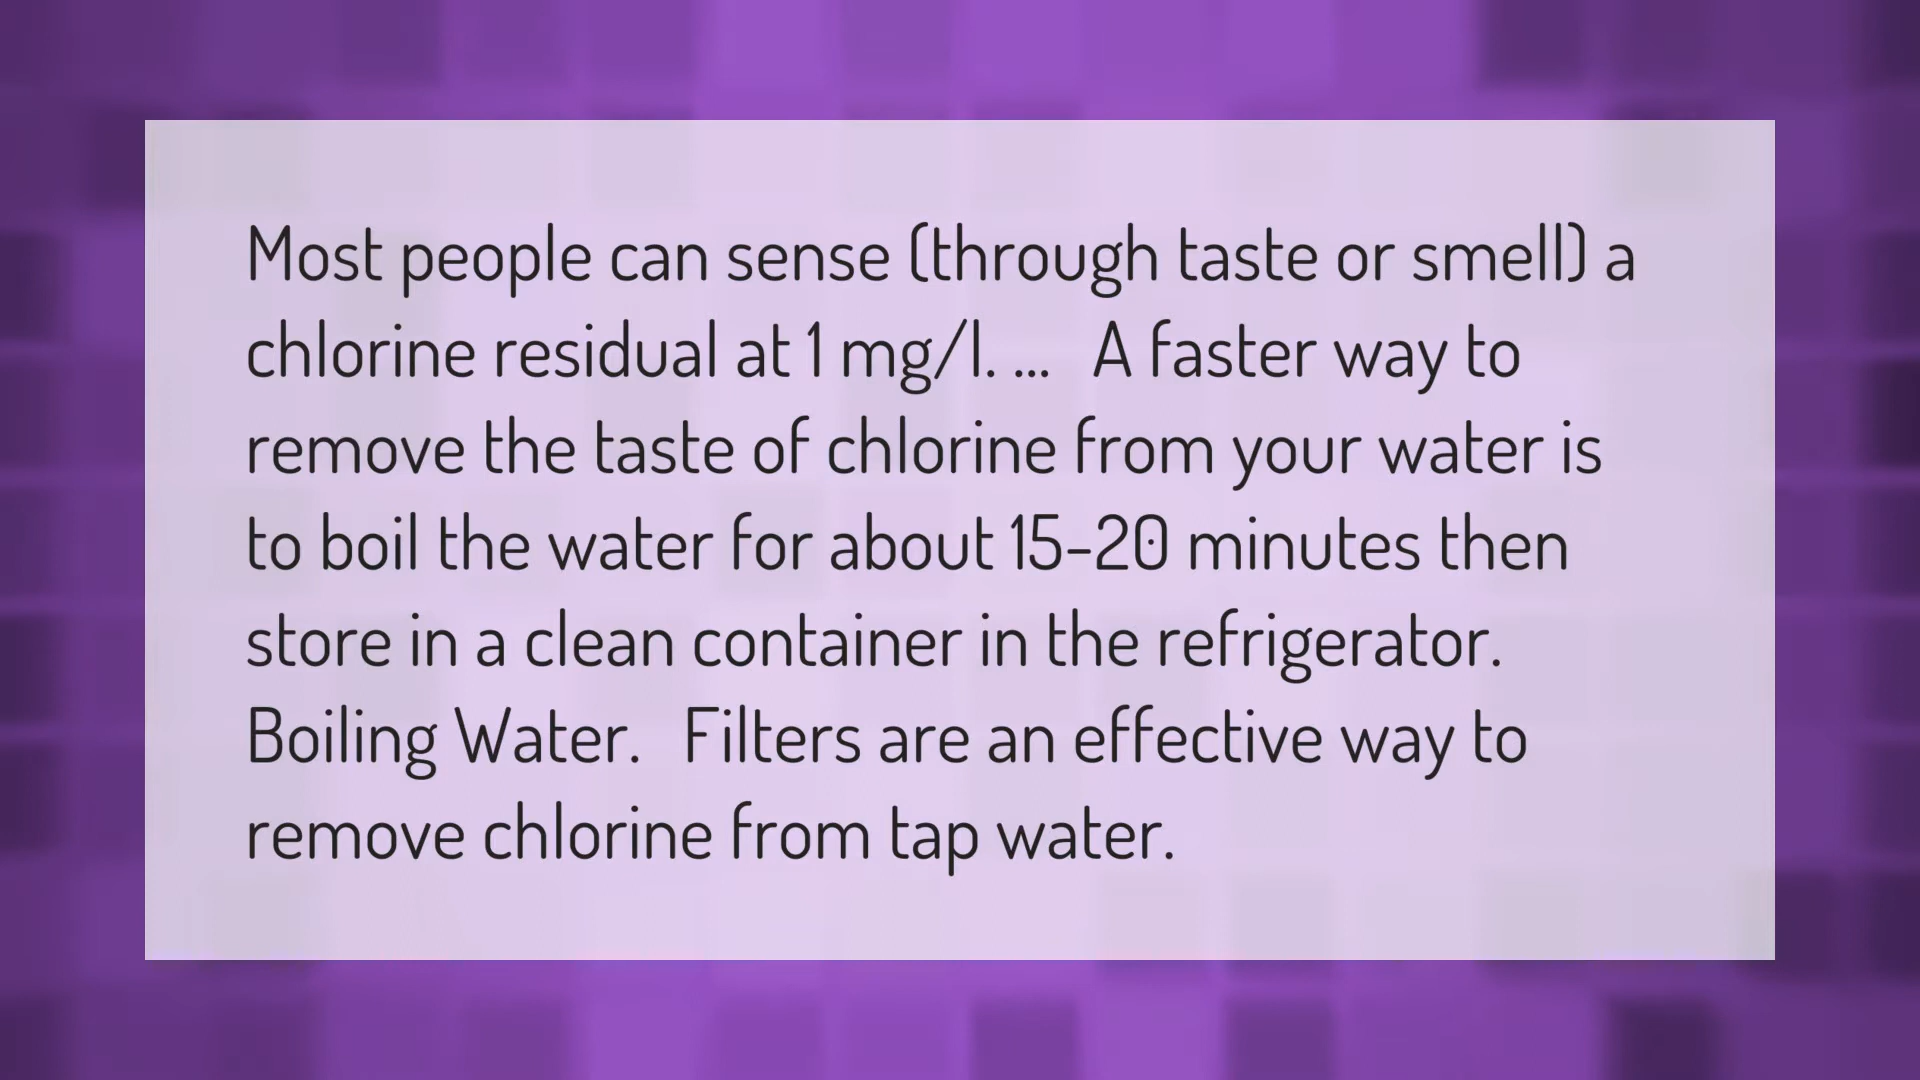 Most people can sense (through taste or smell) a
chlorine residual at 1 mg/l. ...   A faster way to
remove the taste of chlorine from your water is
to boil the water for about 15-20 minutes then
store in a clean container in the refrigerator.
Boiling Water.   Filters are an effective way to
remove chlorine from tap water.